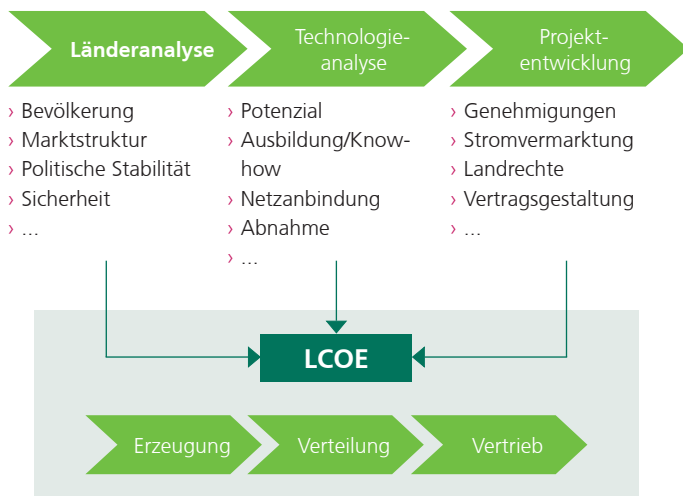 Länderanalyse
Technologie-
analyse
Projekt-
entwicklung
› Bevölkerung
› Marktstruktur
› Politische Stabilität
› Sicherheit
› ...
› Potenzial
› Ausbildung/Know-
how
› Netzanbindung
› Abnahme
› ...
› Genehmigungen
› Stromvermarktung
› Landrechte
› Vertragsgestaltung
› ...
LCOE
Erzeugung
Verteilung
Vertrieb